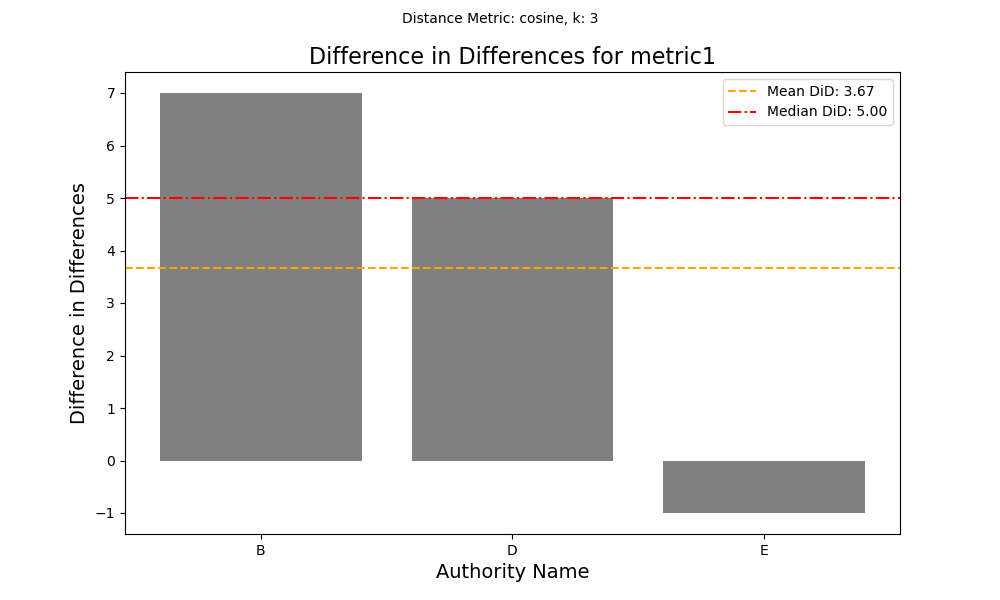 Distance Metric: cosine, k: 3
Difference in Differences for metric1
Mean DiD: 3.67
Median DiD: 5.00
Difference in Differences
7
6
5
4
3
2
1
0
−1
B D E
Authority Name